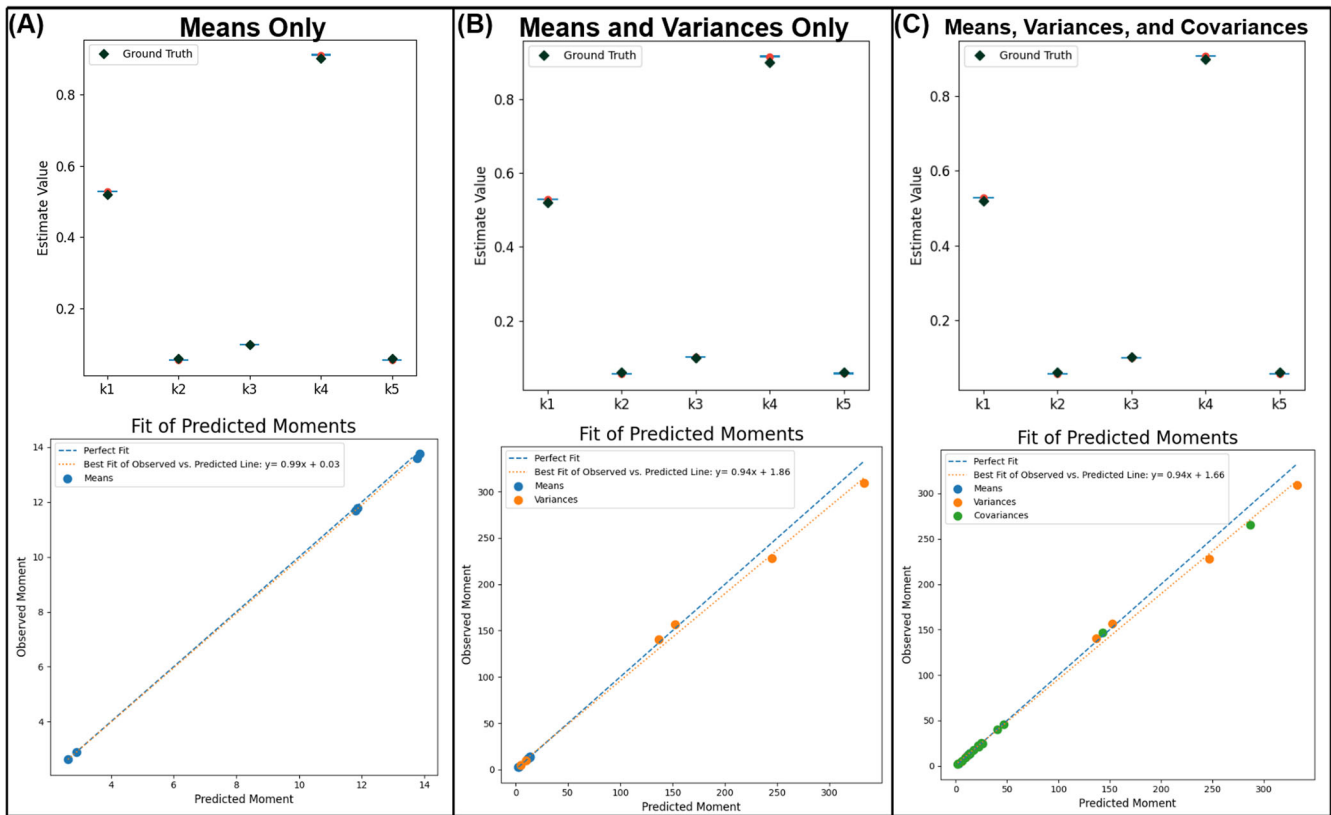 (A)
Means Only
Ground Truth
0.8
0.6
0.4
0.2
Estimate Value
k1 k2 k3 k4 k5
Fit of Predicted Moments
Perfect Fit
Best Fit of Observed vs. Predicted Line: y= 0.99x + 0.03
Means
14
12
10
8
6
4
Observed Moment
4 6 8 10 12 14
Predicted Moment
(B)
Means and Variances Only
Ground Truth
0.8
0.6
0.4
0.2
Estimate Value
k1 k2 k3 k4 k5
Fit of Predicted Moments
Perfect Fit
Best Fit of Observed vs. Predicted Line: y= 0.94x + 1.86
Means
Variances
300
250
200
150
100
50
0
Observed Moment
0 50 100 150 200 250 300
Predicted Moment
(C)
Means, Variances, and Covariances
Ground Truth
0.8
0.6
0.4
0.2
Estimate Value
k1 k2 k3 k4 k5
Fit of Predicted Moments
Perfect Fit
Best Fit of Observed vs. Predicted Line: y= 0.94x + 1.66
Means
Variances
Covariances
300
250
200
150
100
50
0
Observed Moment
0 50 100 150 200 250 300
Predicted Moment